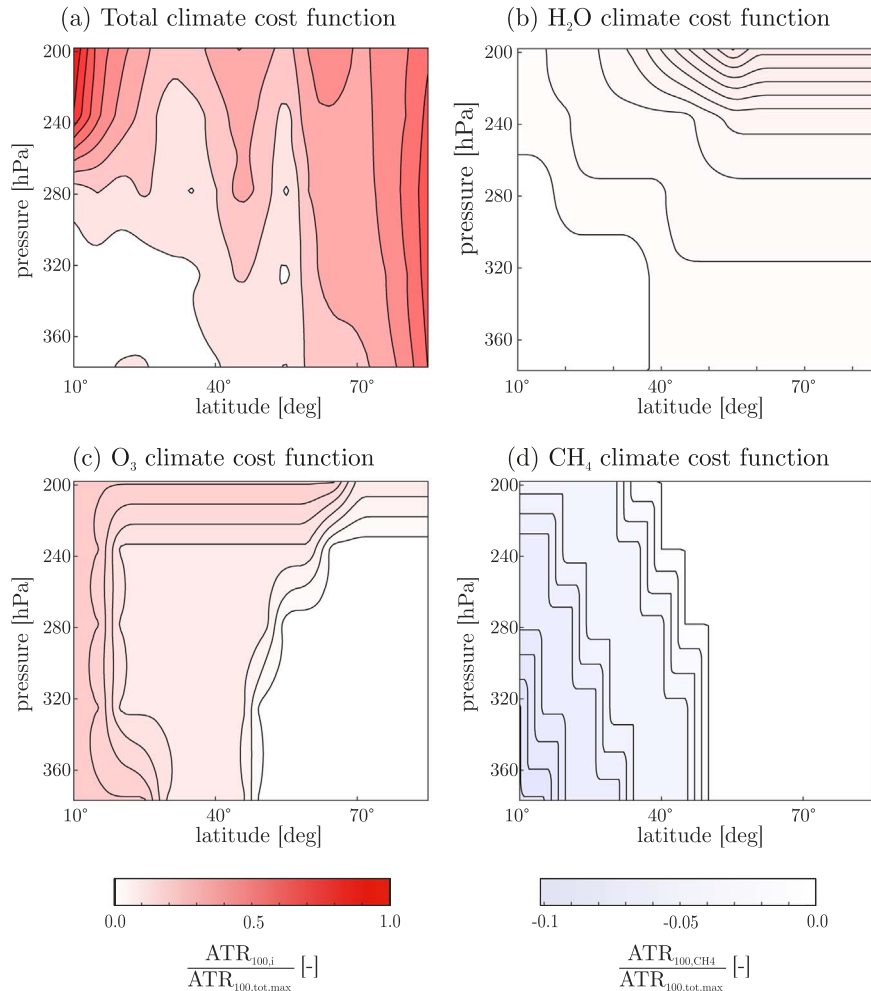 (a) Total climate cost function
(b) H₂O climate cost function
200
240
280
320
360
pressure [hPa]
10°
40°
70°
latitude [deg]
200
240
280
320
360
pressure [hPa]
10°
40°
70°
latitude [deg]
(c) O₃ climate cost function
(d) CH₄ climate cost function
200
240
280
320
360
pressure [hPa]
10°
40°
70°
latitude [deg]
200
240
280
320
360
pressure [hPa]
10°
40°
70°
latitude [deg]
0.0
0.5
1.0
ATR100,i
ATR100.tot.max
[-]
-0.1
-0.05
0.0
ATR100,CH4
ATR100.tot.max
[-]